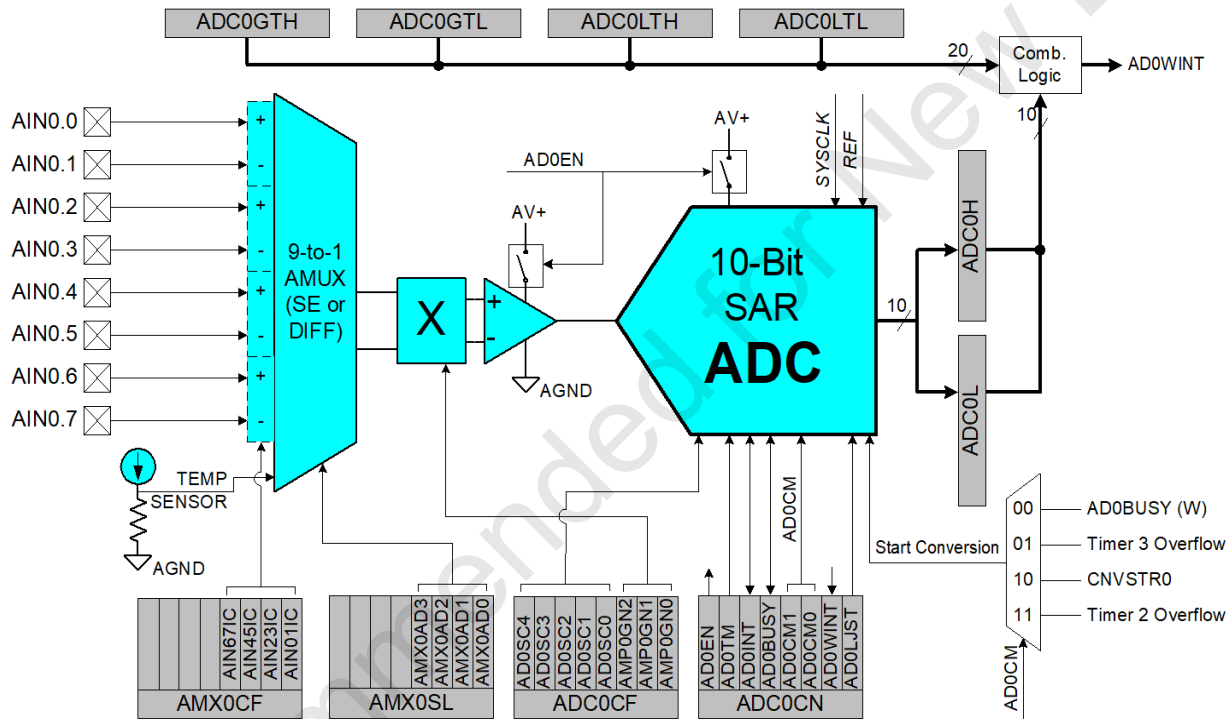 ADC0GTH
ADC0GTL
ADC0LTH
ADC0LTL
20
Comb.
Logic
AD0WINT
10
AIN0.0
AIN0.1
AIN0.2
AIN0.3
AIN0.4
AIN0.5
AIN0.6
AIN0.7
+
-
+
-
+
-
+
-
9-to-1
AMUX
(SE or
DIFF)
X
+
-
AV+
AGND
AD0EN
AV+
SYSCLK
REF
10-Bit
SAR
ADC
10
ADC0H
ADC0L
TEMP
SENSOR
AGND
AD0CM
Start Conversion
00
01
10
11
AD0BUSY (W)
Timer 3 Overflow
CNVSTR0
Timer 2 Overflow
AD0CM
AIN67IC
AIN45IC
AIN23IC
AIN01IC
AMX0CF
AMX0AD3
AMX0AD2
AMX0AD1
AMX0AD0
AMX0SL
AD0SC4
AD0SC3
AD0SC2
AD0SC1
AD0SC0
AMP0GN2
AMP0GN1
AMP0GN0
ADC0CF
AD0EN
AD0TM
AD0INT
AD0BUSY
AD0CM1
AD0CM0
AD0WINT
AD0LJST
ADC0CN
mmended for New